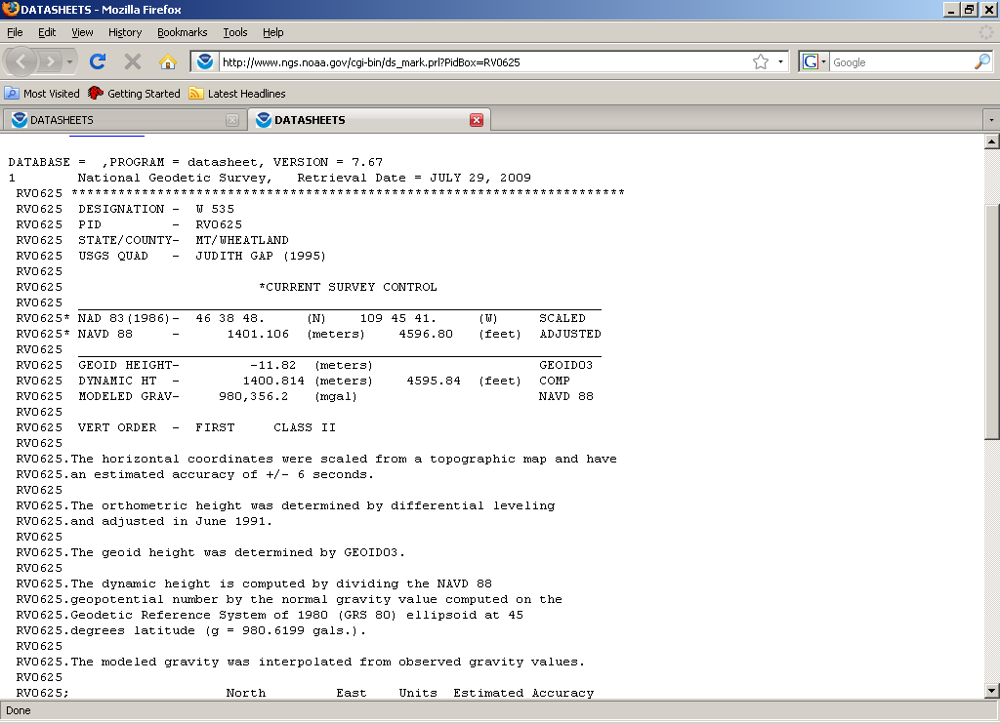 DATASHEETS - Mozilla Firefox
File Edit View History Bookmarks Tools Help
http://www.ngs.noaa.gov/cgi-bin/ds_mark.prl?PidBox=RV0625 G Google
Most Visited Getting Started Latest Headlines
DATASHEETS DATASHEETS
DATABASE =  ,PROGRAM = datasheet, VERSION = 7.67
1        National Geodetic Survey,   Retrieval Date = JULY 29, 2009
 RV0625 ***********************************************************************
 RV0625  DESIGNATION -  W 535
 RV0625  PID         -  RV0625
 RV0625  STATE/COUNTY-  MT/WHEATLAND
 RV0625  USGS QUAD   -  JUDITH GAP (1995)
 RV0625
 RV0625                         *CURRENT SURVEY CONTROL
 RV0625  ___________________________________________________________________
 RV0625* NAD 83(1986)-  46 38 48.     (N)    109 45 41.     (W)     SCALED
 RV0625* NAVD 88     -      1401.106  (meters)    4596.80   (feet)  ADJUSTED
 RV0625  ___________________________________________________________________
 RV0625  GEOID HEIGHT-         -11.82  (meters)                     GEOID03
 RV0625  DYNAMIC HT  -        1400.814 (meters)    4595.84  (feet)  COMP
 RV0625  MODELED GRAV-     980,356.2   (mgal)                       NAVD 88
 RV0625
 RV0625  VERT ORDER  -  FIRST     CLASS II
 RV0625
 RV0625.The horizontal coordinates were scaled from a topographic map and have
 RV0625.an estimated accuracy of +/- 6 seconds.
 RV0625
 RV0625.The orthometric height was determined by differential leveling
 RV0625.and adjusted in June 1991.
 RV0625
 RV0625.The geoid height was determined by GEOID03.
 RV0625
 RV0625.The dynamic height is computed by dividing the NAVD 88
 RV0625.geopotential number by the normal gravity value computed on the
 RV0625.Geodetic Reference System of 1980 (GRS 80) ellipsoid at 45
 RV0625.degrees latitude (g = 980.6199 gals.).
 RV0625
 RV0625.The modeled gravity was interpolated from observed gravity values.
 RV0625
 RV0625;                    North         East    Units  Estimated Accuracy
Done